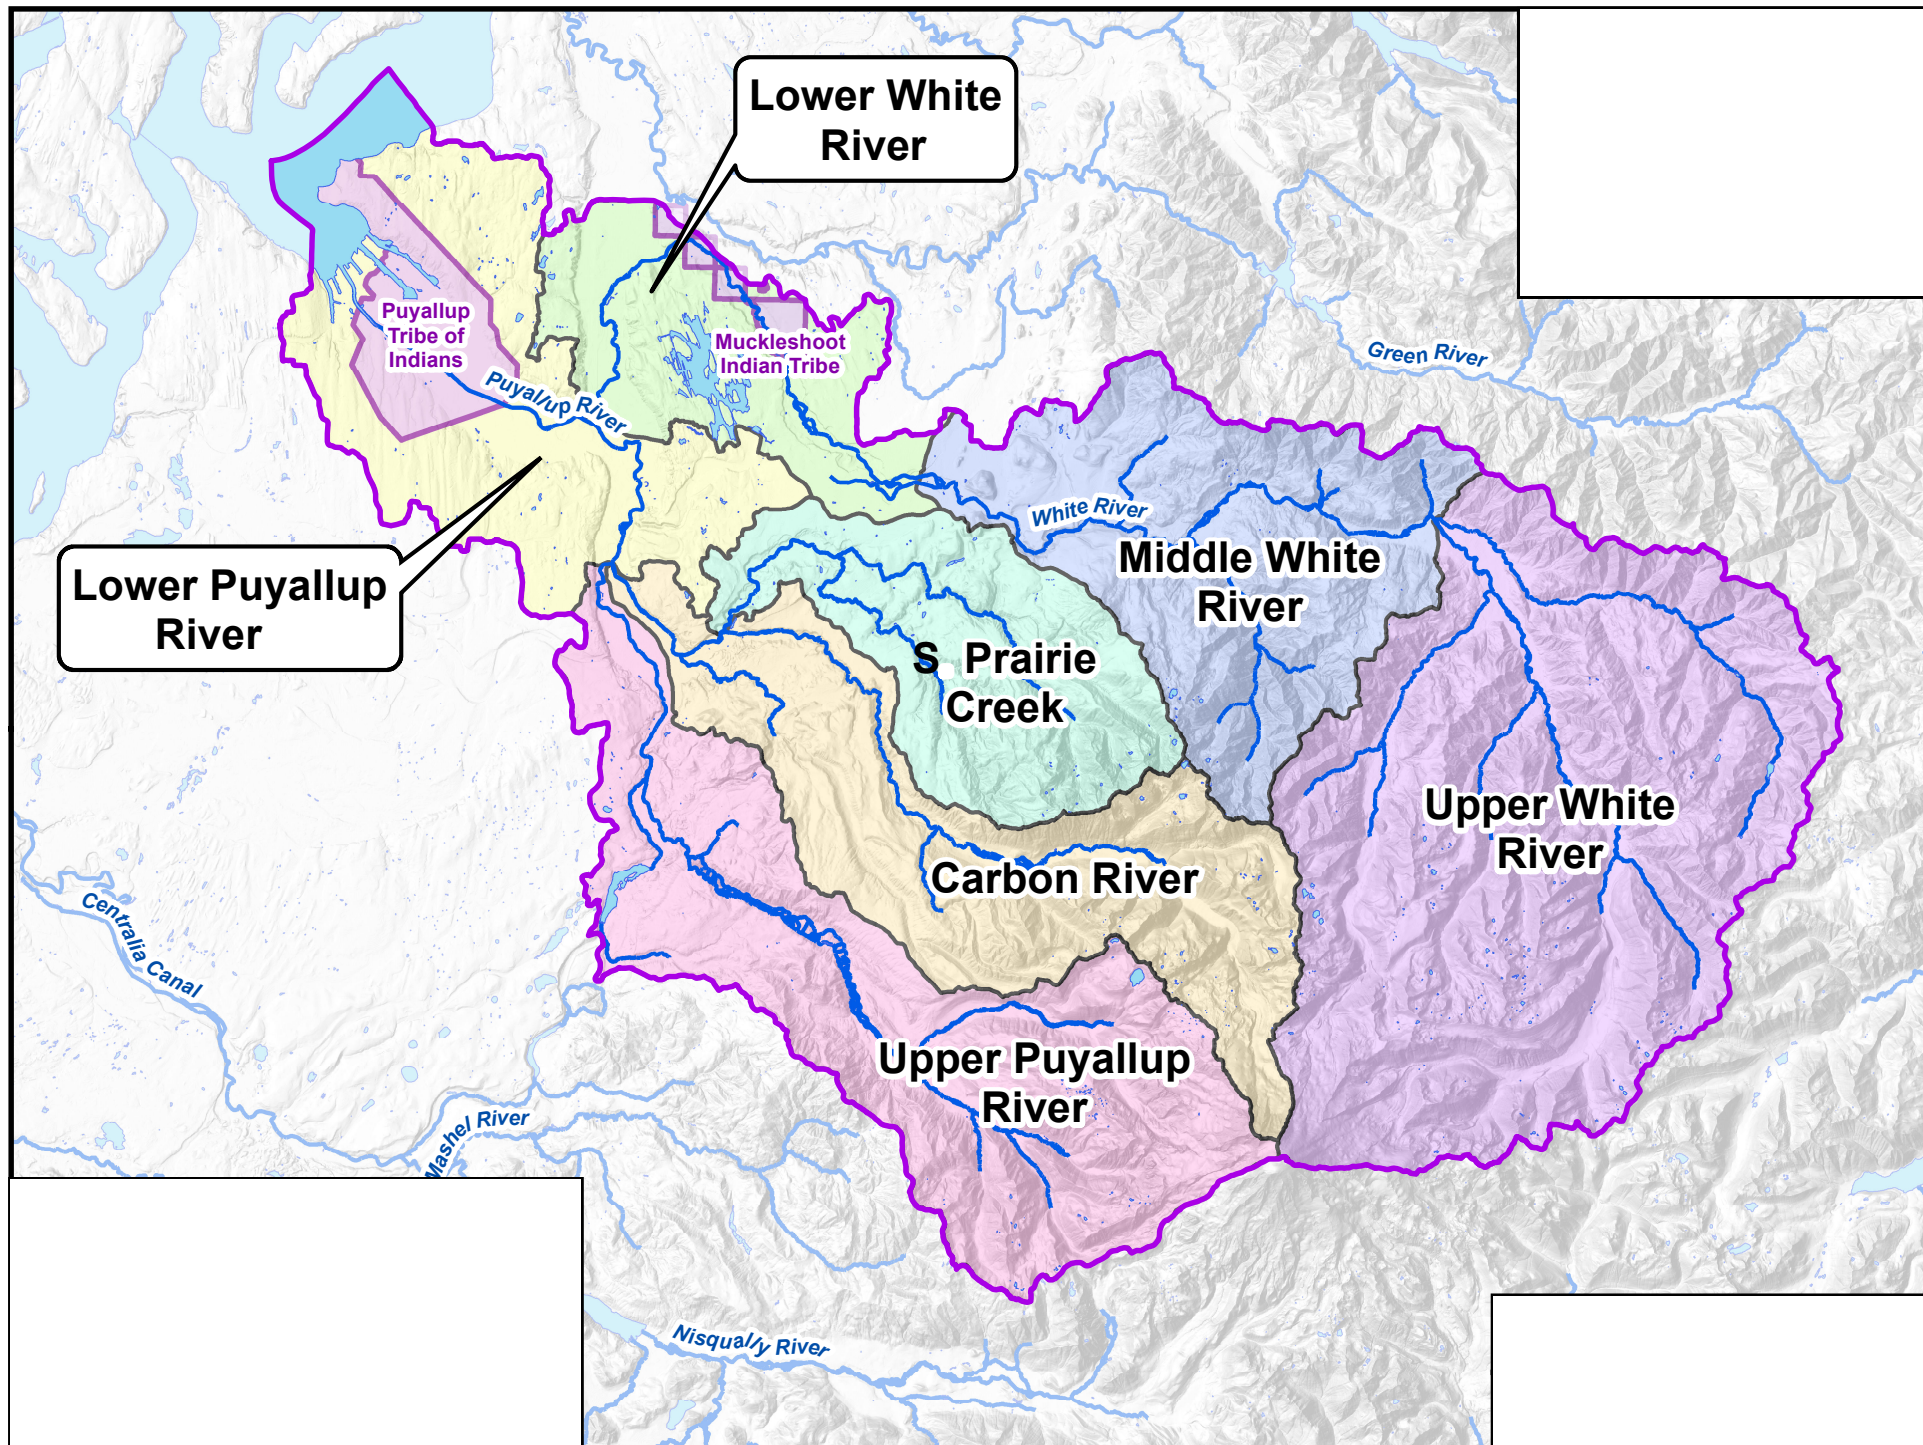 Lower White
River
Puyallup
Tribe of
Indians
Muckleshoot
Indian Tribe
Green River
Puyallup River
White River
Lower Puyallup
River
Middle White
River
S. Prairie
Creek
Upper White
River
Carbon River
Centralia Canal
Upper Puyallup
River
Mashel River
Nisqually River